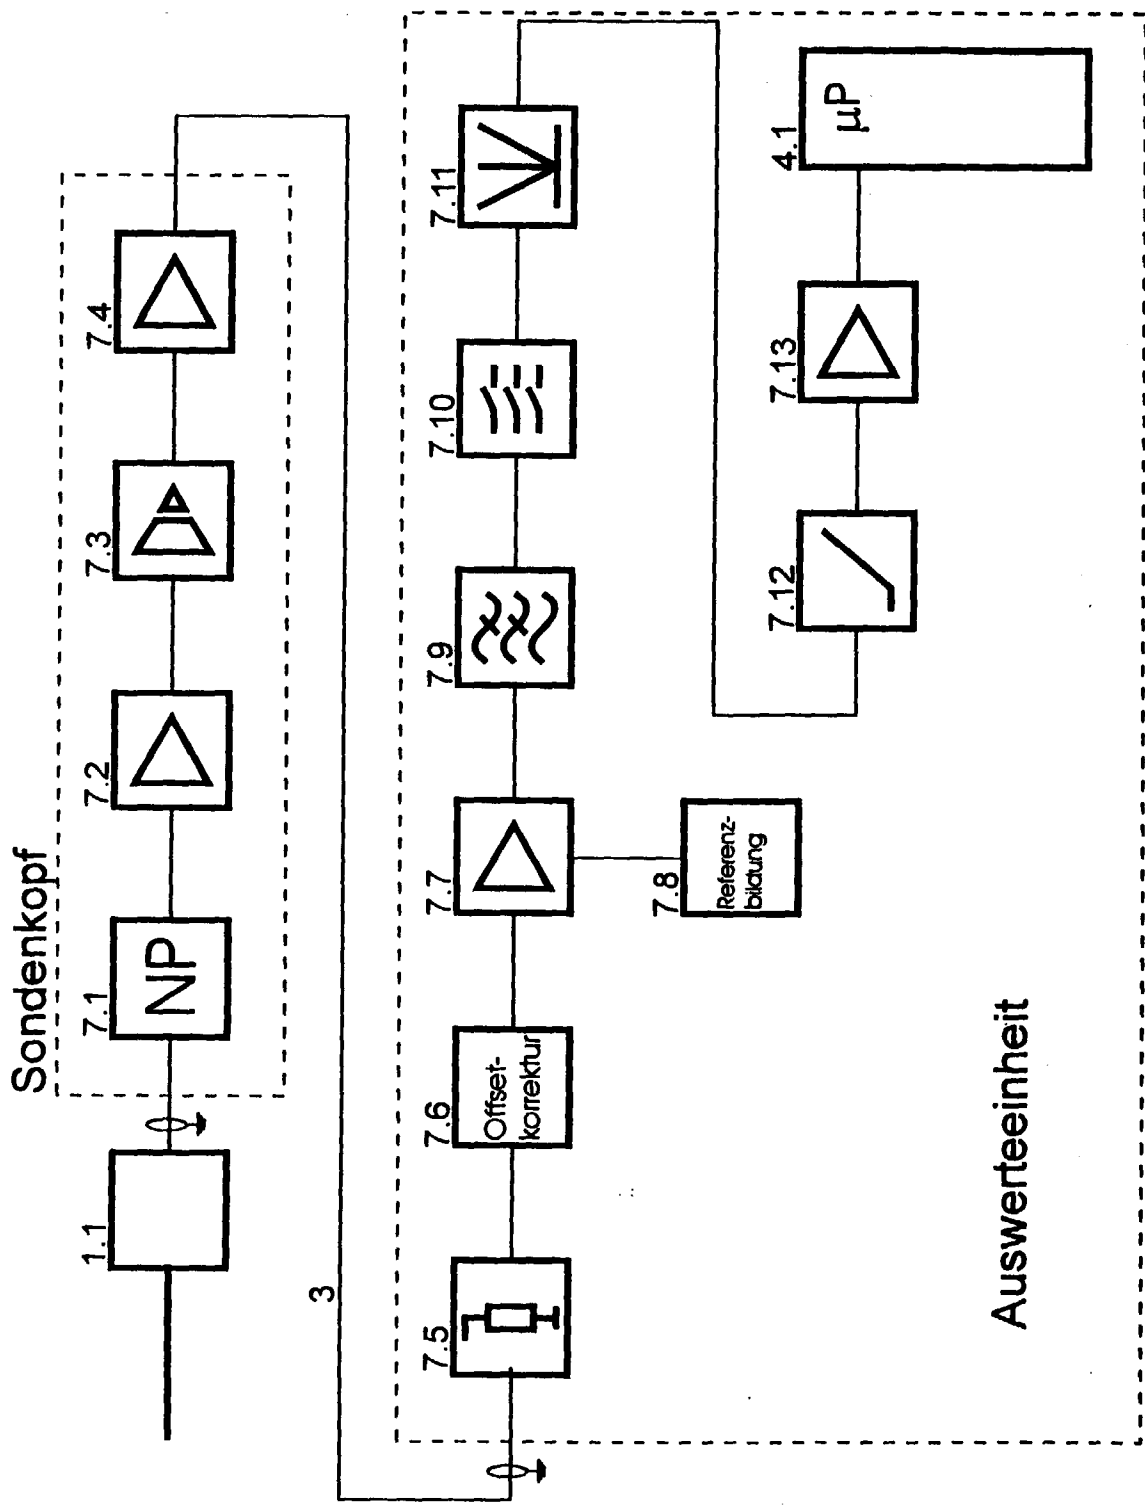 Sondenkopf
1.1
7.1
NP
7.2
7.3
7.4
3
7.5
7.6
Offset-
korrektur
7.7
7.8
Referenz-
bildung
7.9
7.10
7.11
7.12
7.13
4.1
µP
Auswerteeinheit